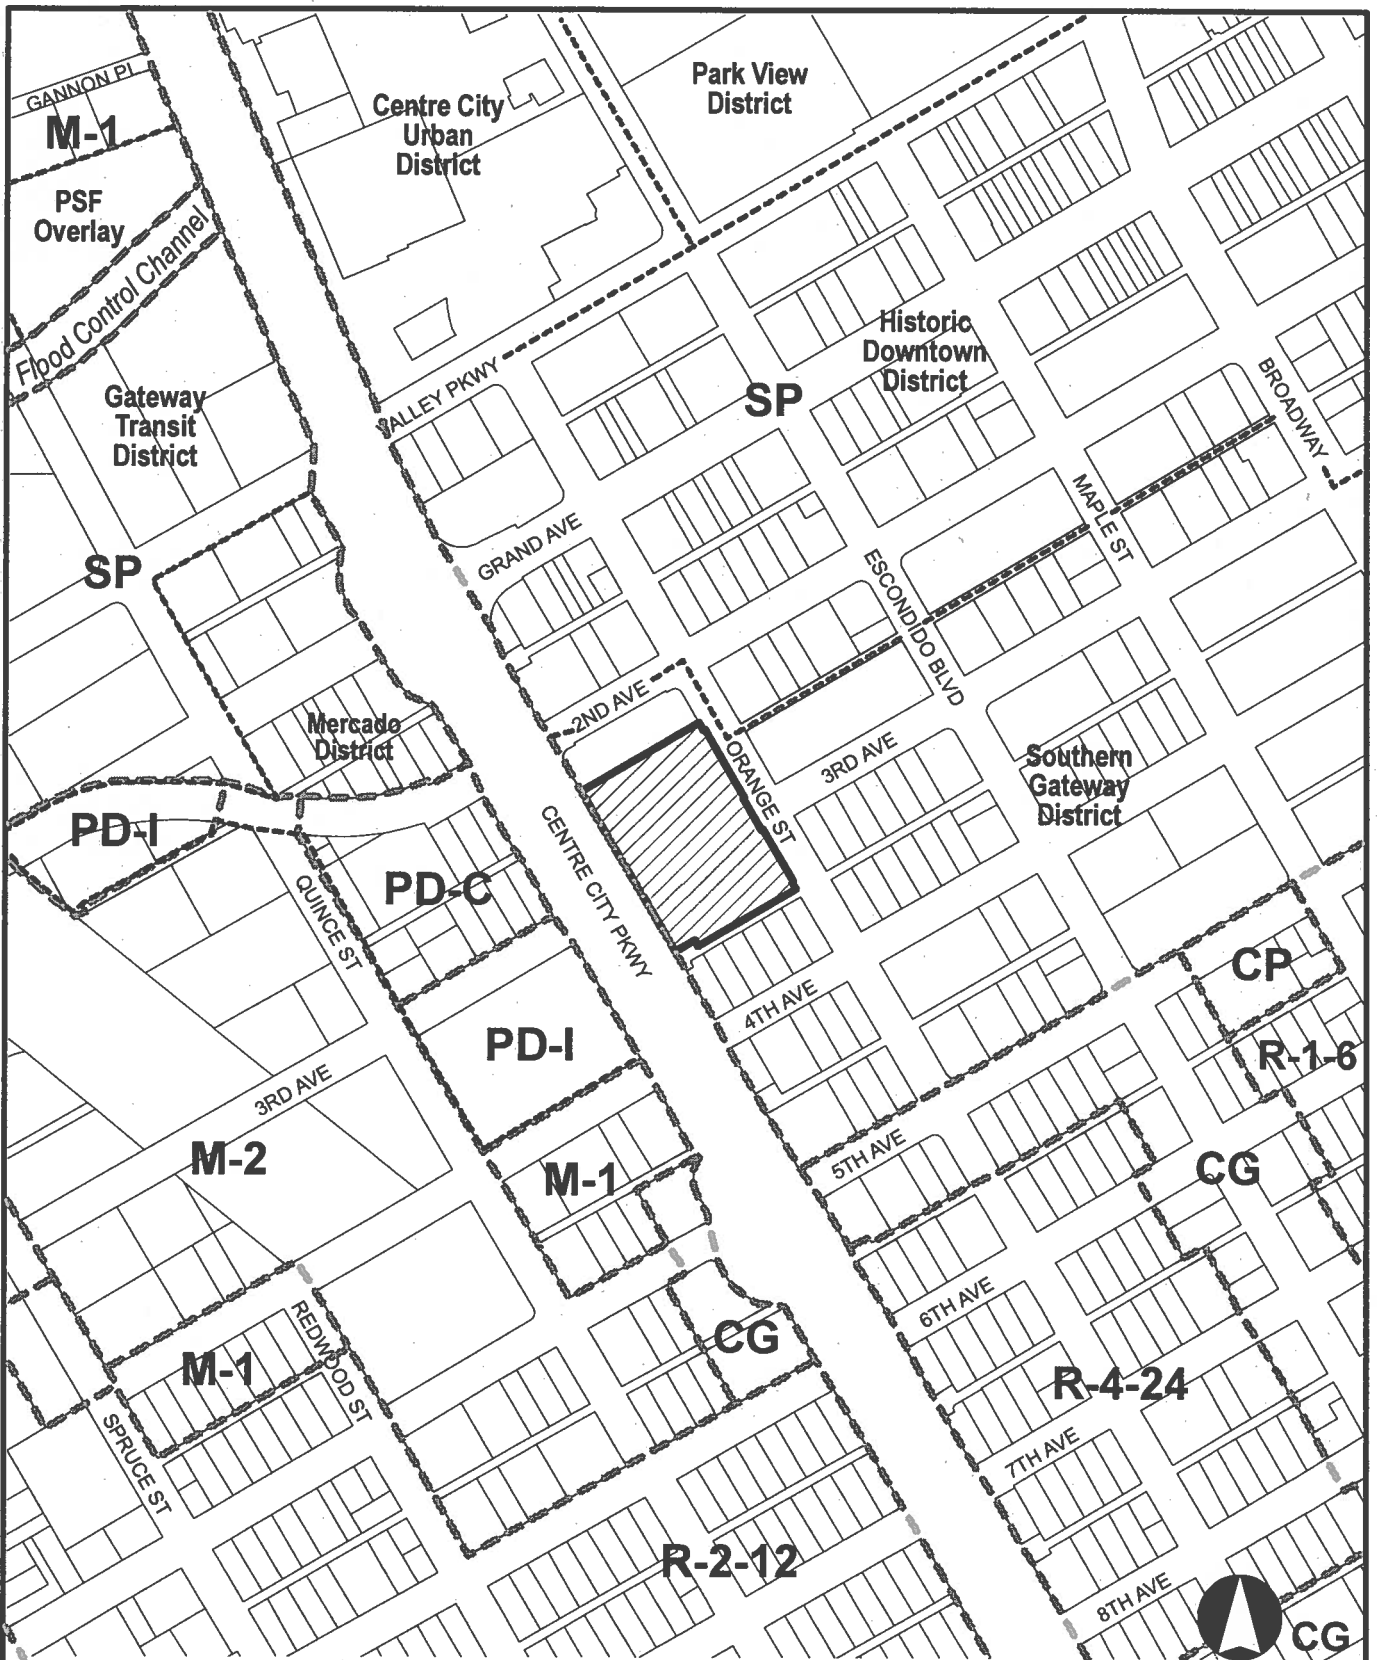 GANNON PL
M-1
PSF
Overlay
Flood Control Channel
Centre City
Urban
District
Park View
District
Gateway
Transit
District
VALLEY PKWY
SP
Historic
Downtown
District
BROADWAY
SP
GRAND AVE
ESCONDIDO BLVD
MAPLE ST
Mercado
District
2ND AVE
ORANGE ST
3RD AVE
Southern
Gateway
District
PD-I
PD-C
QUINCE ST
CENTRE CITY PKWY
4TH AVE
CP
PD-I
R-1-6
3RD AVE
M-2
M-1
5TH AVE
CG
6TH AVE
REDWOOD ST
CG
M-1
R-4-24
SPRUCE ST
7TH AVE
R-2-12
8TH AVE
CG